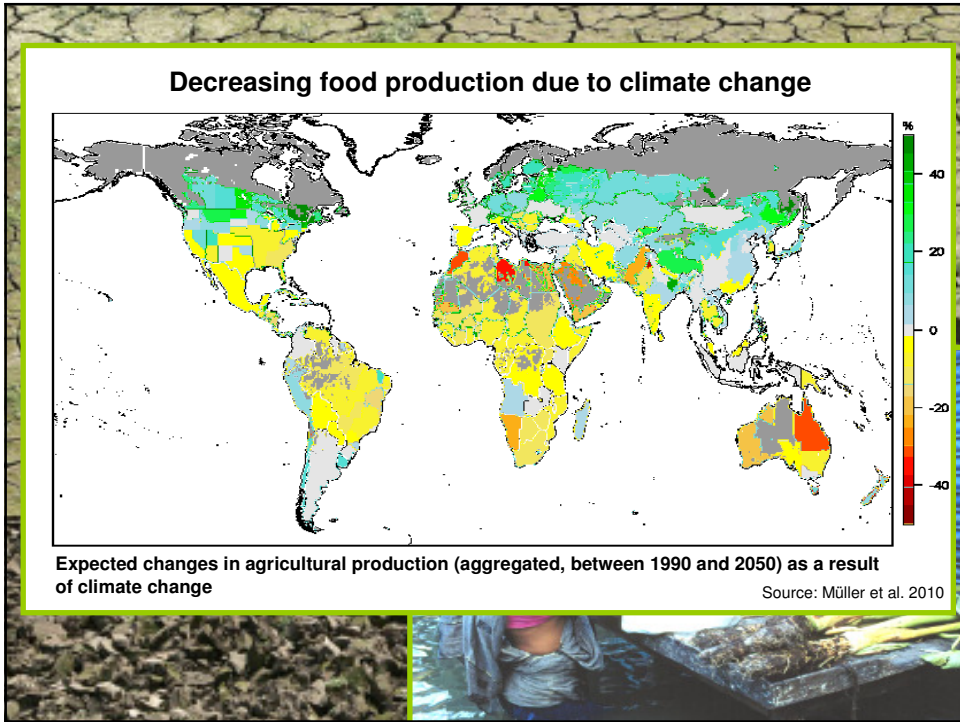 Decreasing food production due to climate change
%
40
20
0
-20
-40
Expected changes in agricultural production (aggregated, between 1990 and 2050) as a result
of climate change
Source: Müller et al. 2010